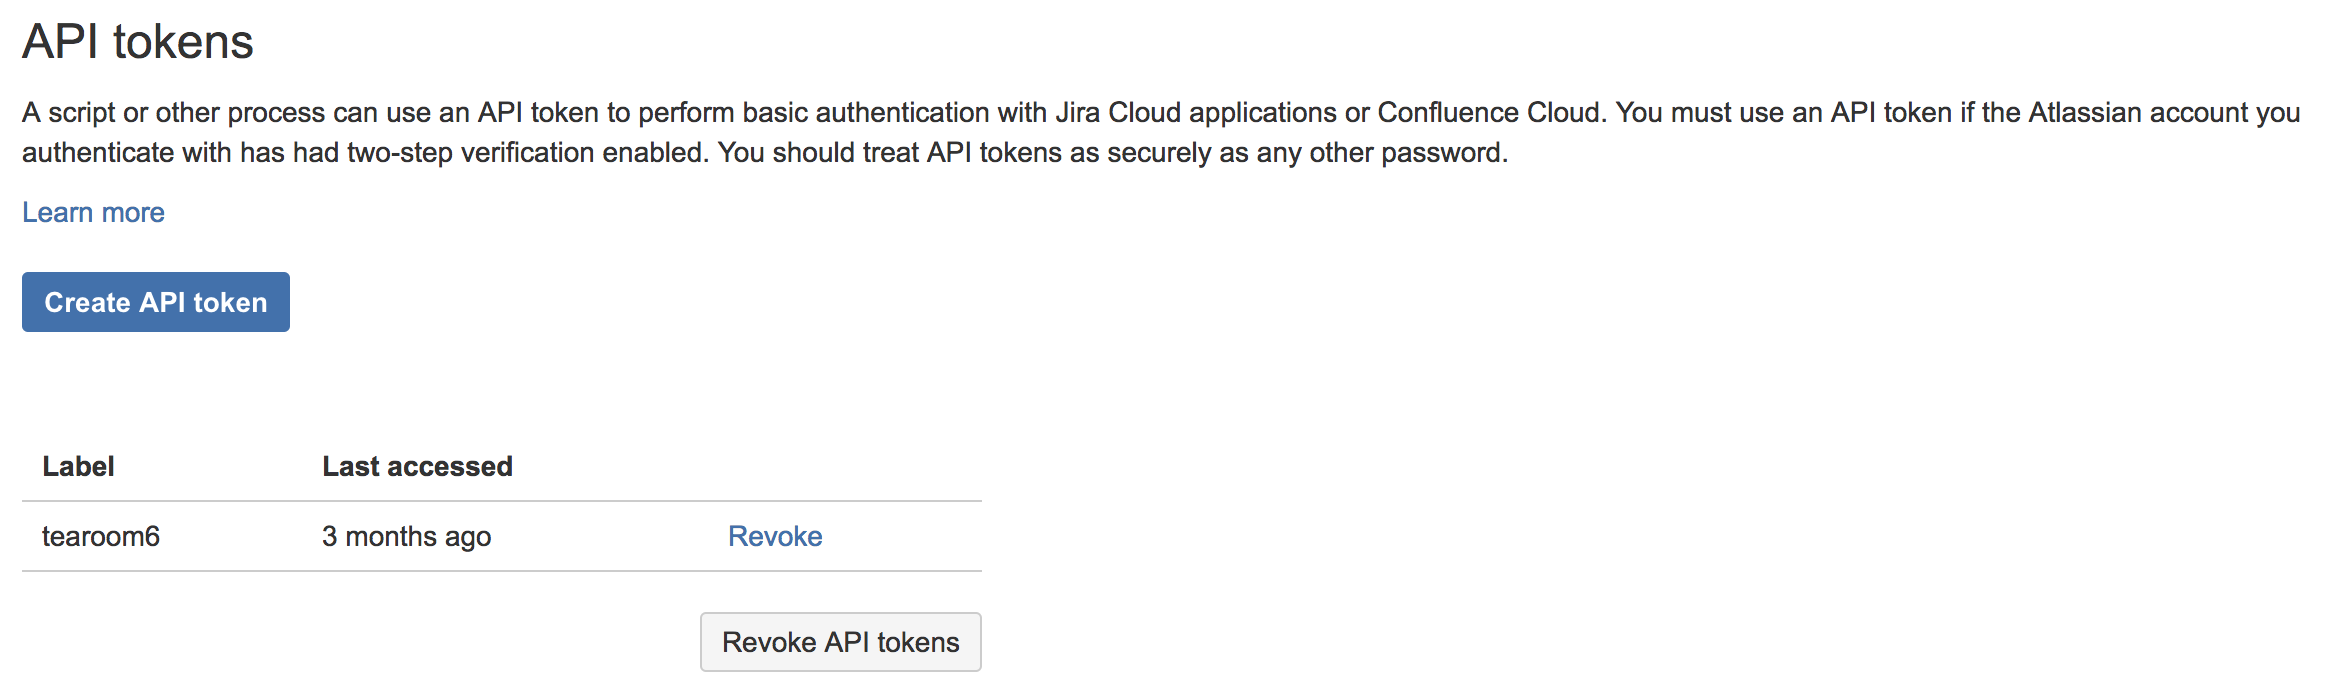 API tokens
A script or other process can use an API token to perform basic authentication with Jira Cloud applications or Confluence Cloud. You must use an API token if the Atlassian account you
authenticate with has had two-step verification enabled. You should treat API tokens as securely as any other password.
Learn more
Create API token
Label Last accessed
tearoom6 3 months ago Revoke
Revoke API tokens